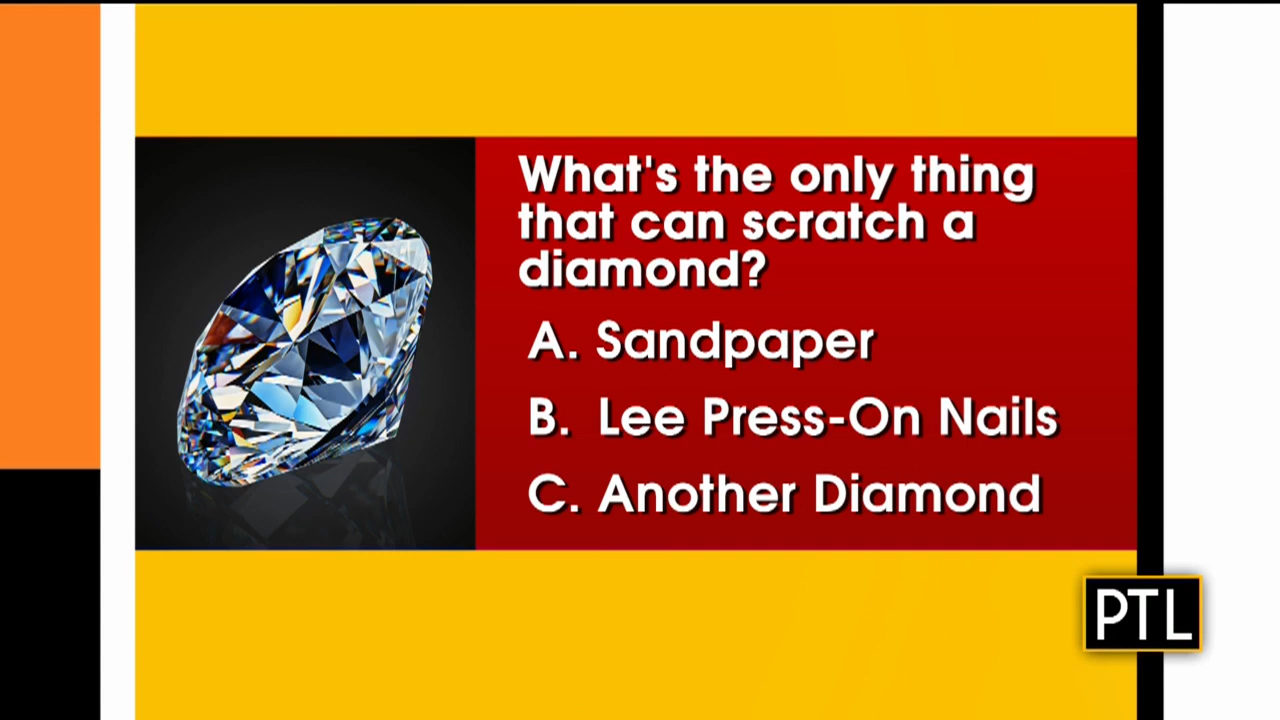 What's the only thing
that can scratch a
diamond?
A. Sandpaper
B. Lee Press-On Nails
C. Another Diamond
PTL